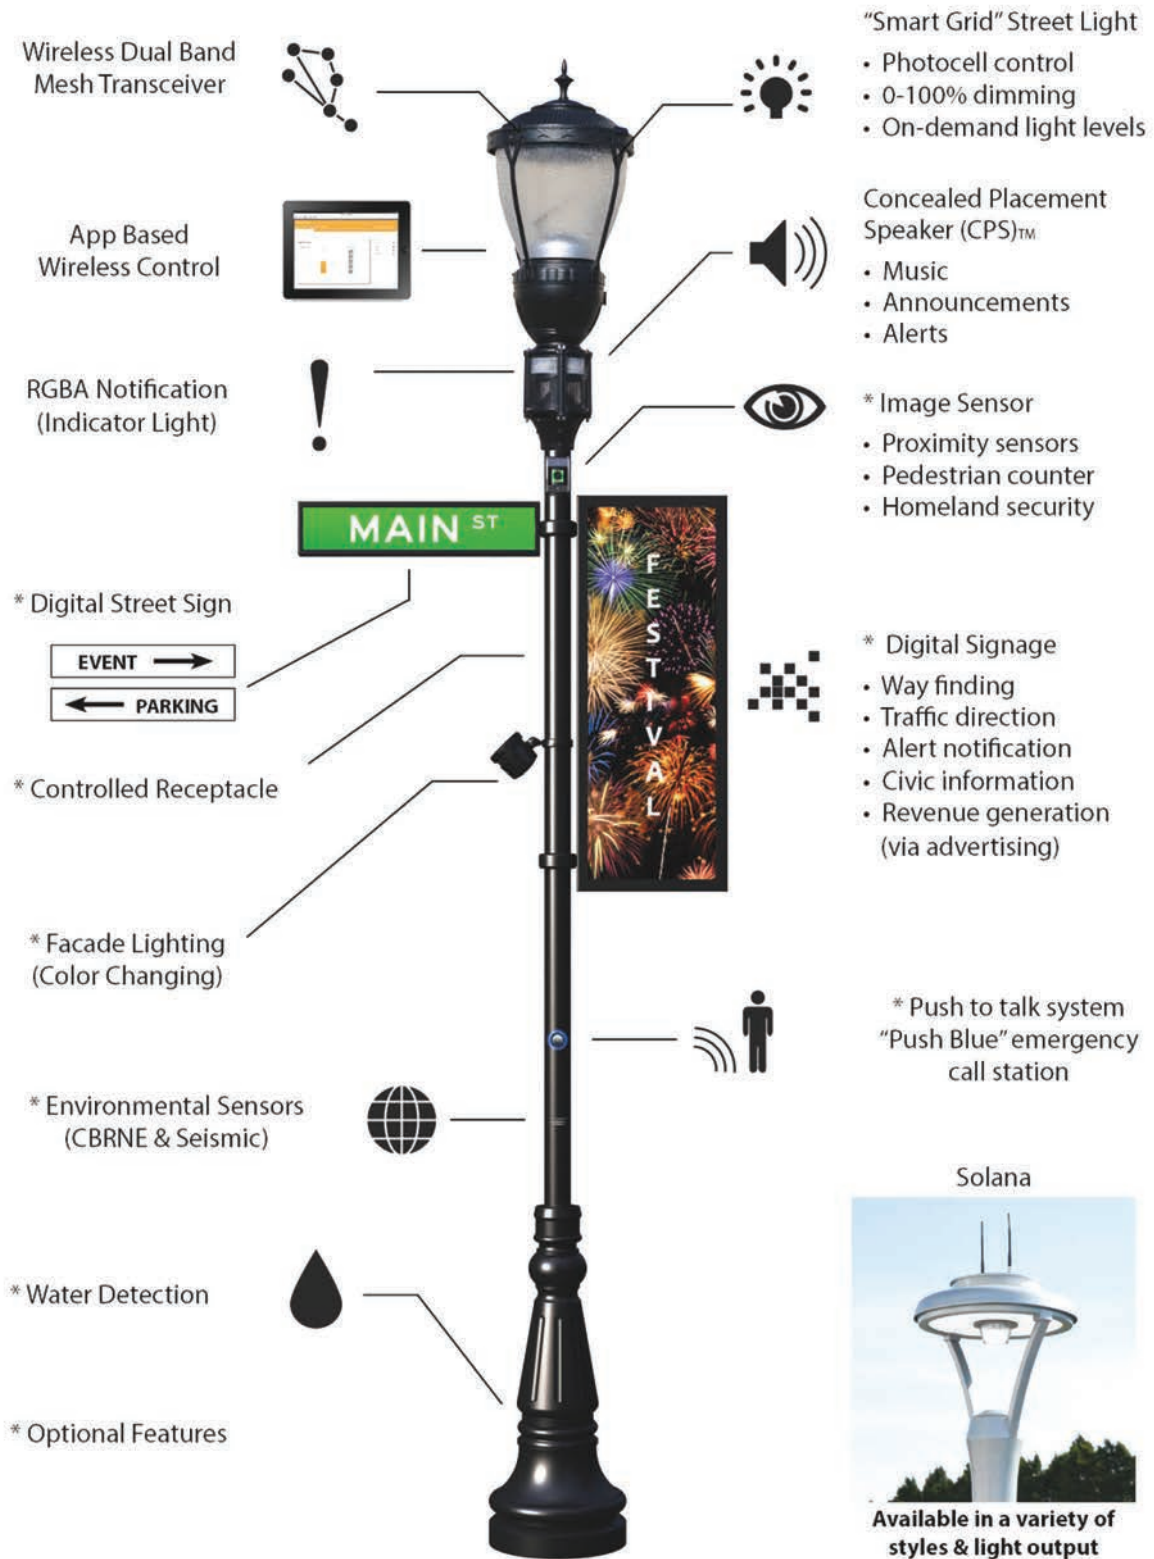 Wireless Dual Band
Mesh Transceiver
"Smart Grid" Street Light
• Photocell control
• 0-100% dimming
• On-demand light levels
App Based
Wireless Control
Concealed Placement
Speaker (CPS)TM
• Music
• Announcements
• Alerts
RGBA Notification
(Indicator Light)
* Image Sensor
• Proximity sensors
• Pedestrian counter
• Homeland security
MAIN ST
FESTIVAL
* Digital Street Sign
EVENT →
← PARKING
* Digital Signage
• Way finding
• Traffic direction
• Alert notification
• Civic information
• Revenue generation
(via advertising)
* Controlled Receptacle
* Facade Lighting
(Color Changing)
* Push to talk system
"Push Blue" emergency
call station
* Environmental Sensors
(CBRNE & Seismic)
Solana
* Water Detection
* Optional Features
Available in a variety of
styles & light output